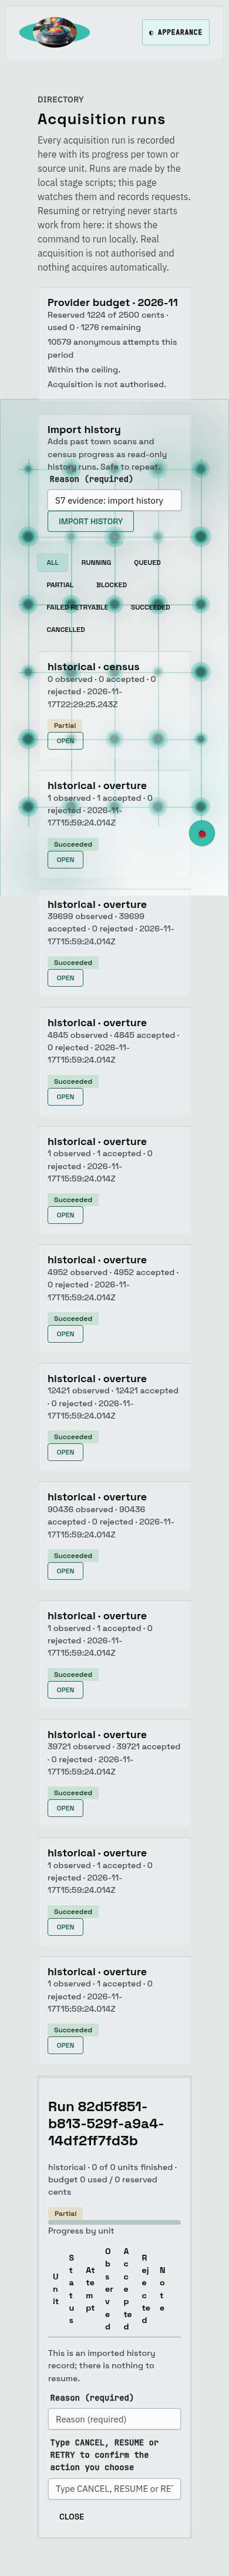 APPEARANCE
DIRECTORY
Acquisition runs
Every acquisition run is recorded
here with its progress per town or
source unit. Runs are made by the
local stage scripts; this page
watches them and records requests.
Resuming or retrying never starts
work from here: it shows the
command to run locally. Real
acquisition is not authorised and
nothing acquires automatically.
Provider budget · 2026-11
Reserved 1224 of 2500 cents ·
used 0 · 1276 remaining
10579 anonymous attempts this
period
Within the ceiling.
Acquisition is not authorised.
Import history
Adds past town scans and
census progress as read-only
history runs. Safe to repeat.
Reason (required)
S7 evidence: import history
IMPORT HISTORY
ALL RUNNING QUEUED
PARTIAL BLOCKED
FAILED RETRYABLE SUCCEEDED
CANCELLED
historical · census
0 observed · 0 accepted · 0
rejected · 2026-11-
17T22:29:25.243Z
Partial
OPEN
historical · overture
1 observed · 1 accepted · 0
rejected · 2026-11-
17T15:59:24.014Z
Succeeded
OPEN
historical · overture
39699 observed · 39699
accepted · 0 rejected · 2026-11-
17T15:59:24.014Z
Succeeded
OPEN
historical · overture
4845 observed · 4845 accepted ·
0 rejected · 2026-11-
17T15:59:24.014Z
Succeeded
OPEN
historical · overture
1 observed · 1 accepted · 0
rejected · 2026-11-
17T15:59:24.014Z
Succeeded
OPEN
historical · overture
4952 observed · 4952 accepted ·
0 rejected · 2026-11-
17T15:59:24.014Z
Succeeded
OPEN
historical · overture
12421 observed · 12421 accepted
· 0 rejected · 2026-11-
17T15:59:24.014Z
Succeeded
OPEN
historical · overture
90436 observed · 90436
accepted · 0 rejected · 2026-11-
17T15:59:24.014Z
Succeeded
OPEN
historical · overture
1 observed · 1 accepted · 0
rejected · 2026-11-
17T15:59:24.014Z
Succeeded
OPEN
historical · overture
39721 observed · 39721 accepted
· 0 rejected · 2026-11-
17T15:59:24.014Z
Succeeded
OPEN
historical · overture
1 observed · 1 accepted · 0
rejected · 2026-11-
17T15:59:24.014Z
Succeeded
OPEN
historical · overture
1 observed · 1 accepted · 0
rejected · 2026-11-
17T15:59:24.014Z
Succeeded
OPEN
Run 82d5f851-
b813-529f-a9a4-
14df2ff7fd3b
historical · 0 of 0 units finished ·
budget 0 used / 0 reserved
cents
Partial
Progress by unit
Unit Status Attempt Observed Accepted Rejected Note
This is an imported history
record; there is nothing to
resume.
Reason (required)
Reason (required)
Type CANCEL, RESUME or
RETRY to confirm the
action you choose
Type CANCEL, RESUME or RET
CLOSE